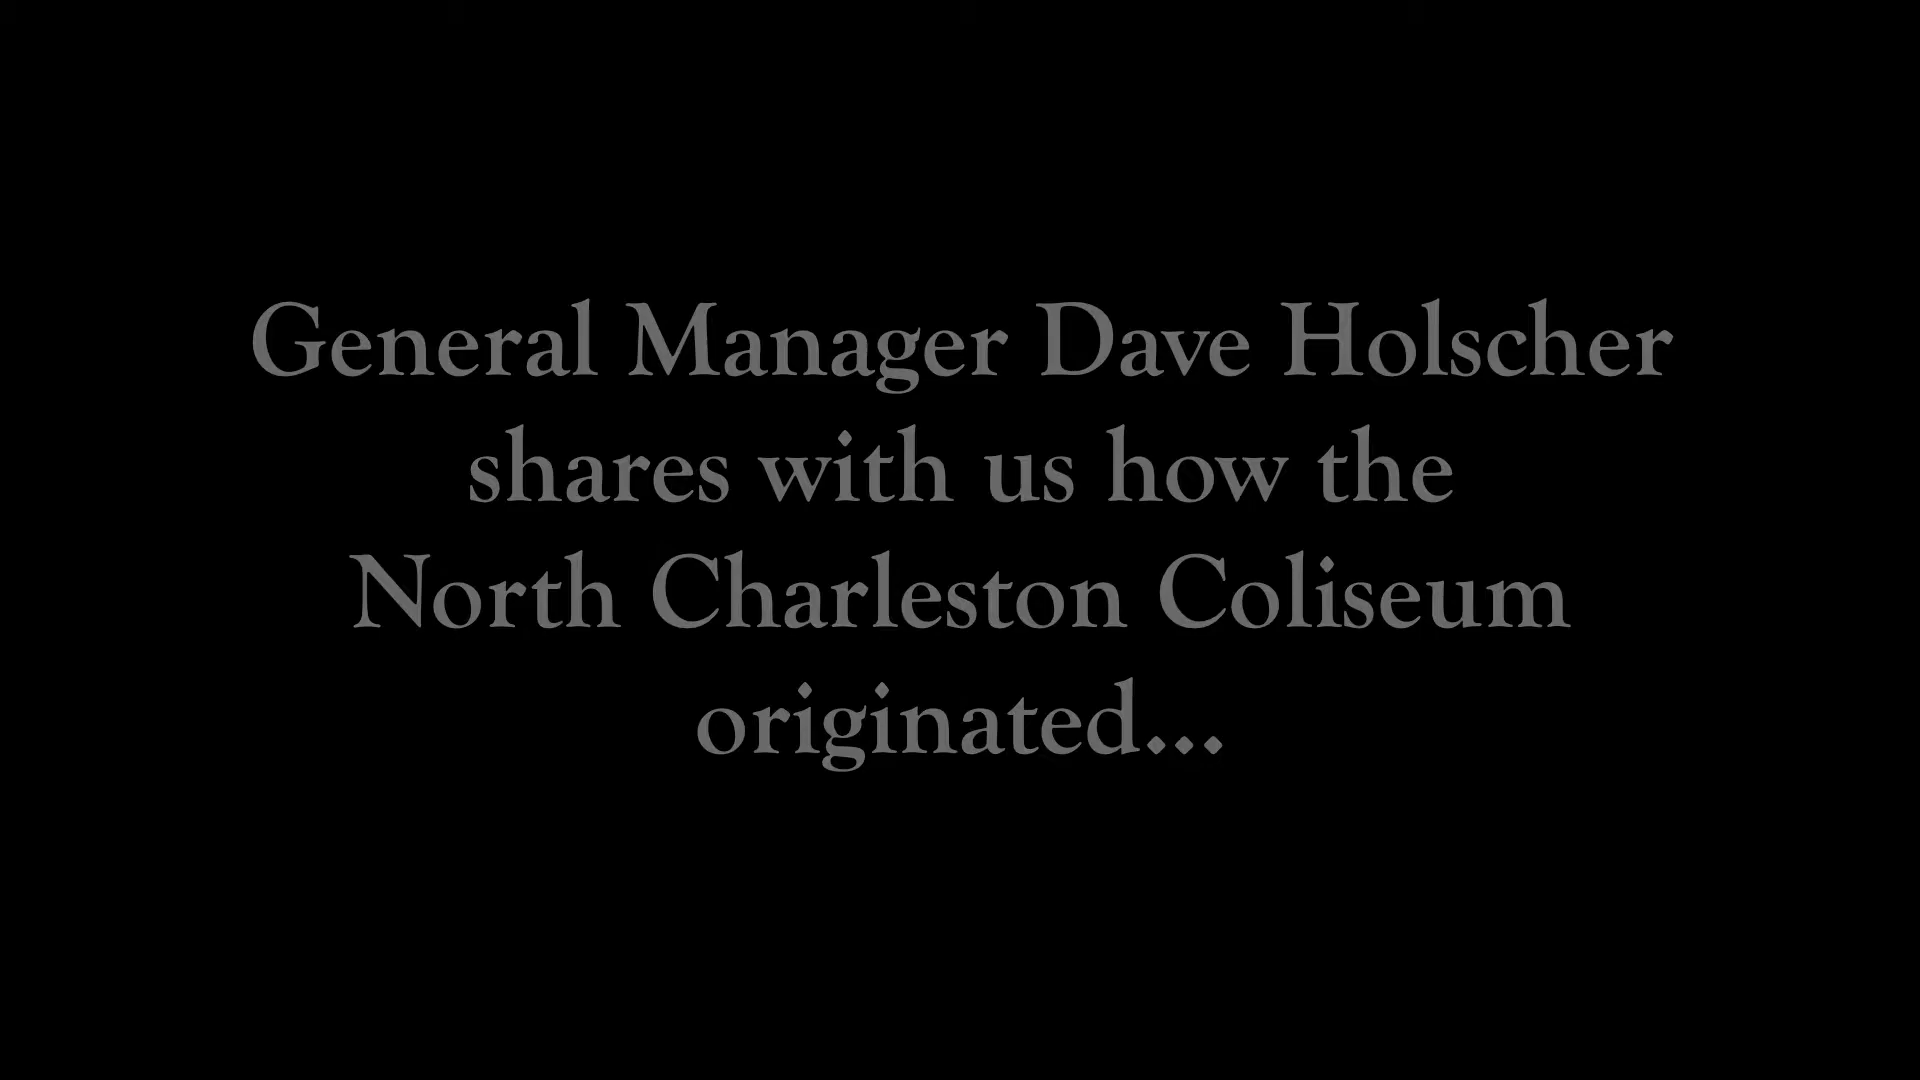 General Manager Dave Holscher
shares with us how the
North Charleston Coliseum
originated...